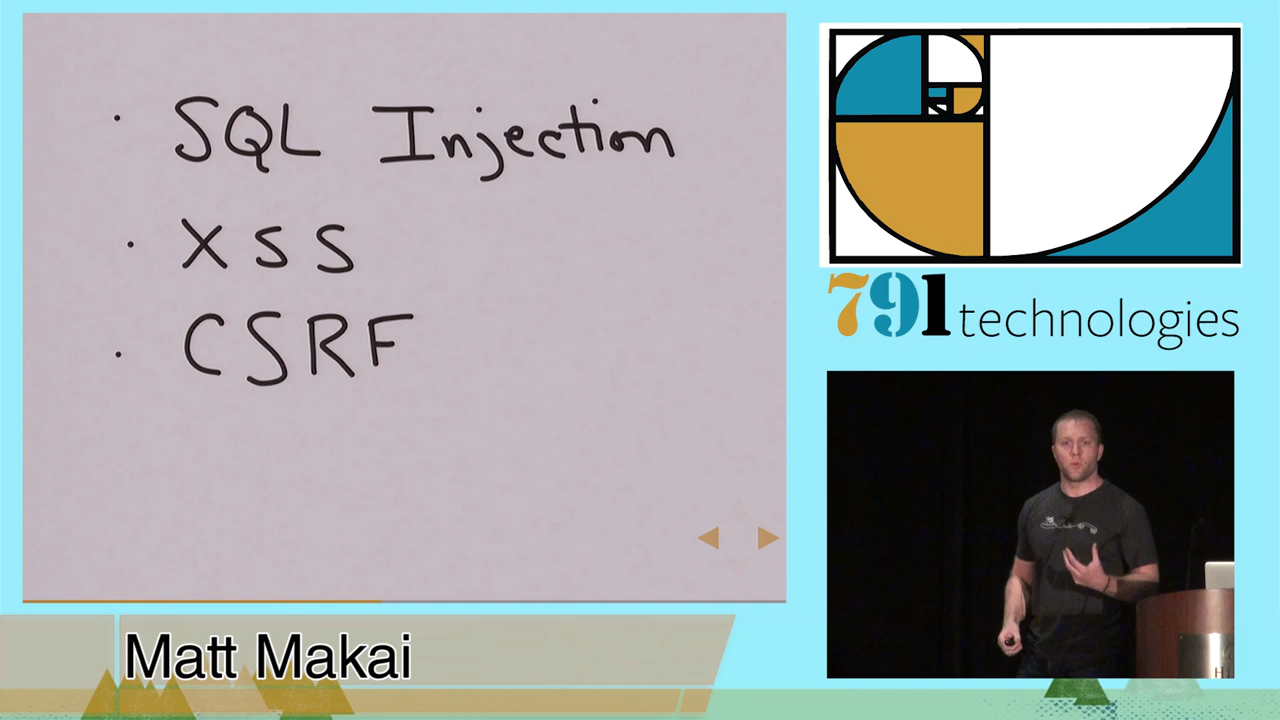 · SQL Injection
· XSS
· CSRF
791 technologies
Matt Makai